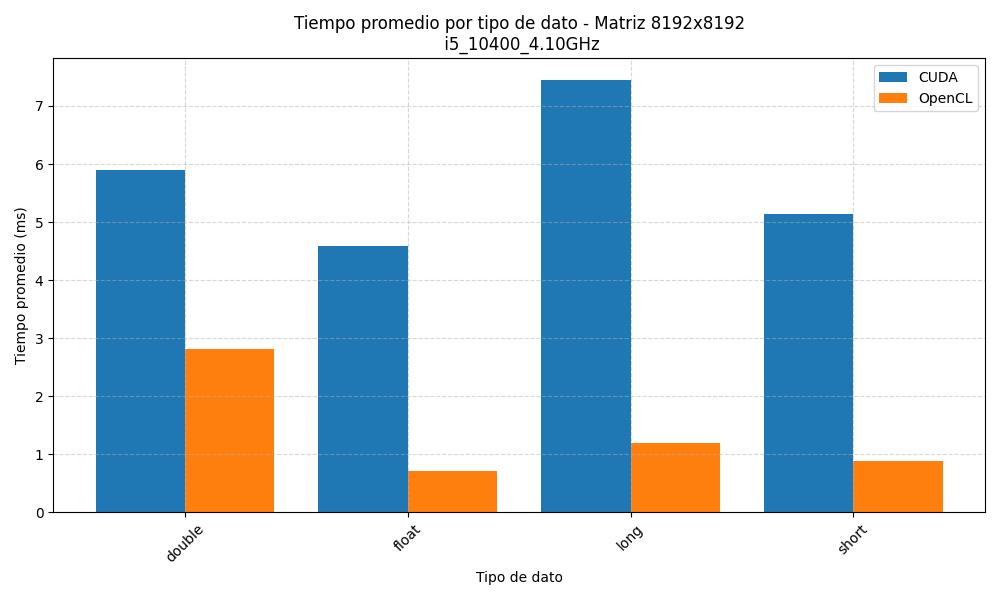 Tiempo promedio por tipo de dato - Matriz 8192x8192
i5_10400_4.10GHz
CUDA
OpenCL
Tiempo promedio (ms)
7
6
5
4
3
2
1
0
double
float
long
short
Tipo de dato